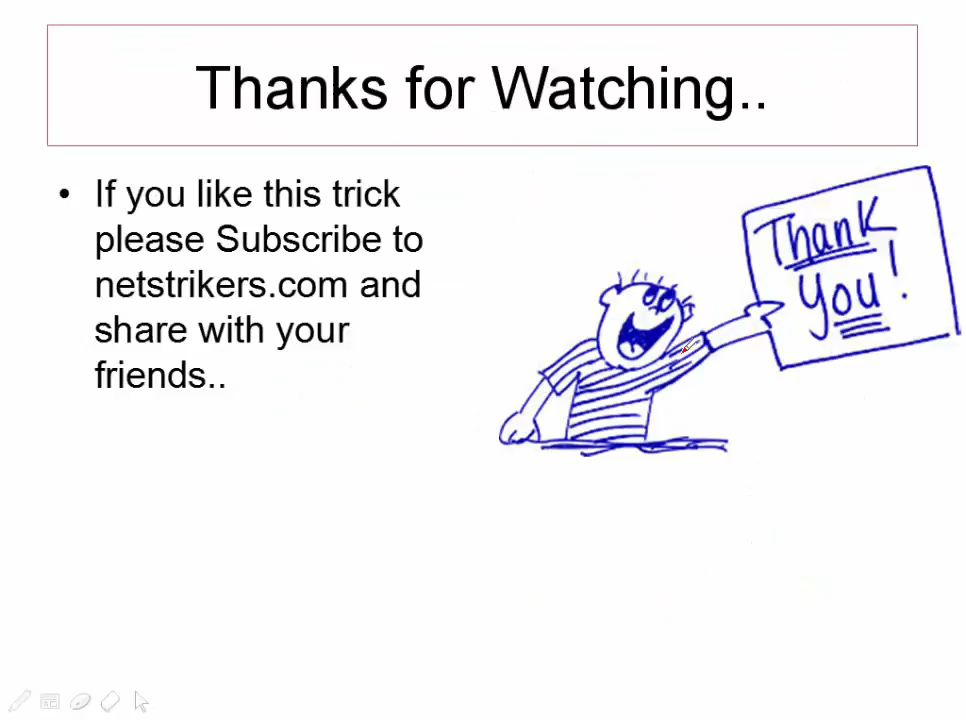 Thanks for Watching..
• If you like this trick
please Subscribe to
netstrikers.com and
share with your
friends..
Thank
You!